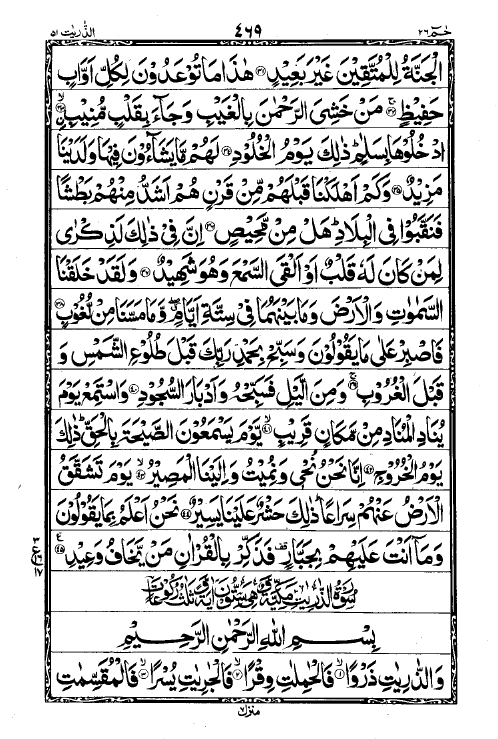 حٰمٓ ٢٦
٤٦٩
الذّٰریٰت ٥١
الْجَنَّةُ لِلْمُتَّقِیْنَ غَیْرَ بَعِیْدٍ ﴿٣١﴾ هٰذَا مَا تُوْعَدُوْنَ لِكُلِّ اَوَّابٍ
حَفِیْظٍ ﴿٣٢﴾ مَنْ خَشِیَ الرَّحْمٰنَ بِالْغَیْبِ وَجَآءَ بِقَلْبٍ مُّنِیْبِ ﴿٣٣﴾
ادْخُلُوْهَا بِسَلٰمٍ ؕ ذٰلِكَ یَوْمُ الْخُلُوْدِ ﴿٣٤﴾ لَهُمْ مَّا یَشَآءُوْنَ فِیْهَا وَلَدَیْنَا
مَزِیْدٌ ﴿٣٥﴾ وَكَمْ اَهْلَكْنَا قَبْلَهُمْ مِّنْ قَرْنٍ هُمْ اَشَدُّ مِنْهُمْ بَطْشًا
فَنَقَّبُوْا فِی الْبِلَادِ ؕ هَلْ مِنْ مَّحِیْصٍ ﴿٣٦﴾ اِنَّ فِیْ ذٰلِكَ لَذِكْرٰی
لِمَنْ كَانَ لَهٗ قَلْبٌ اَوْ اَلْقَی السَّمْعَ وَهُوَ شَهِیْدٌ ﴿٣٧﴾ وَلَقَدْ خَلَقْنَا
السَّمٰوٰتِ وَالْاَرْضَ وَمَا بَیْنَهُمَا فِیْ سِتَّةِ اَیَّامٍ ۖ وَّمَا مَسَّنَا مِنْ لُّغُوْبٍ ﴿٣٨﴾
فَاصْبِرْ عَلٰی مَا یَقُوْلُوْنَ وَسَبِّحْ بِحَمْدِ رَبِّكَ قَبْلَ طُلُوْعِ الشَّمْسِ وَ
قَبْلَ الْغُرُوْبِ ﴿٣٩﴾ وَمِنَ الَّیْلِ فَسَبِّحْهُ وَاَدْبَارَ السُّجُوْدِ ﴿٤٠﴾ وَاسْتَمِعْ یَوْمَ
یُنَادِ الْمُنَادِ مِنْ مَّكَانٍ قَرِیْبٍ ﴿٤١﴾ یَّوْمَ یَسْمَعُوْنَ الصَّیْحَةَ بِالْحَقِّ ؕ ذٰلِكَ
یَوْمُ الْخُرُوْجِ ﴿٤٢﴾ اِنَّا نَحْنُ نُحْیٖ وَنُمِیْتُ وَاِلَیْنَا الْمَصِیْرُ ﴿٤٣﴾ یَوْمَ تَشَقَّقُ
الْاَرْضُ عَنْهُمْ سِرَاعًا ؕ ذٰلِكَ حَشْرٌ عَلَیْنَا یَسِیْرٌ ﴿٤٤﴾ نَحْنُ اَعْلَمُ بِمَا یَقُوْلُوْنَ
وَمَاۤ اَنْتَ عَلَیْهِمْ بِجَبَّارٍ ۫ فَذَكِّرْ بِالْقُرْاٰنِ مَنْ یَّخَافُ وَعِیْدِ ﴿٤٥﴾
ع
٣
١٦
١٧
سُوْرَةُ الذّٰرِیٰتِ مَكِّیَّةٌ وَّهِیَ سِتُّوْنَ اٰیَةً وَّثَلٰثُ رُكُوْعَاتٍ
بِسْمِ اللّٰهِ الرَّحْمٰنِ الرَّحِیْمِ
وَالذّٰرِیٰتِ ذَرْوًا ﴿١﴾ فَالْحٰمِلٰتِ وِقْرًا ﴿٢﴾ فَالْجٰرِیٰتِ یُسْرًا ﴿٣﴾ فَالْمُقَسِّمٰتِ
منزل ٧